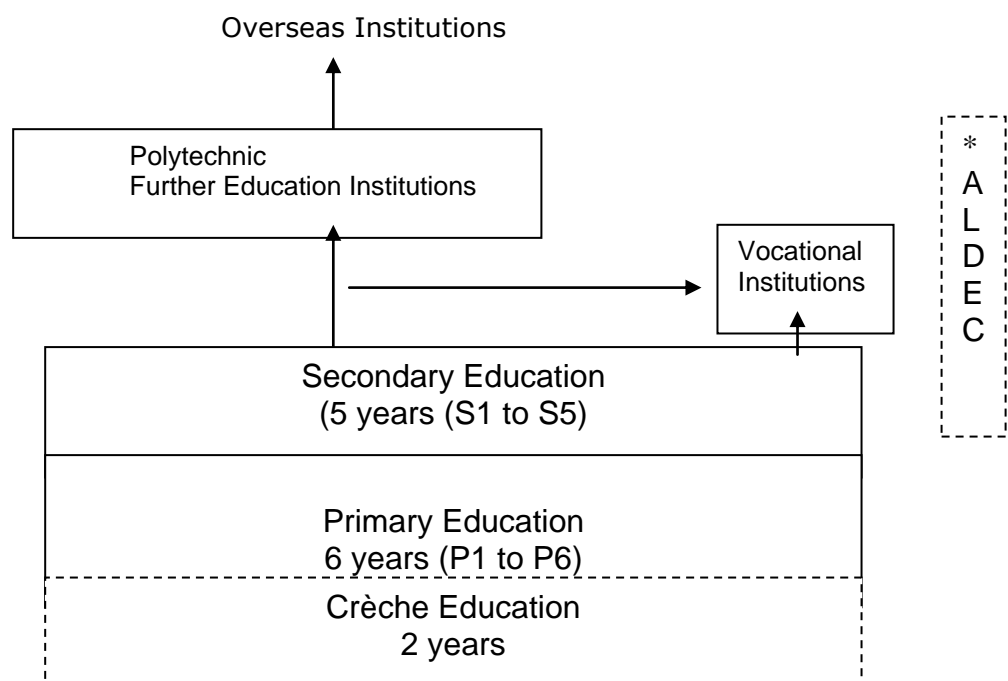 Overseas Institutions
Polytechnic
Further Education Institutions
*
A
L
D
E
C
Vocational
Institutions
Secondary Education
(5 years (S1 to S5)
Primary Education
6 years (P1 to P6)
Crèche Education
2 years